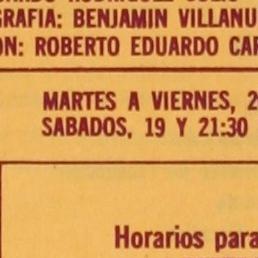 GRAFIA: BENJAMIN VILLANU
ON: ROBERTO EDUARDO CAR
MARTES A VIERNES, 2
SABADOS, 19 Y 21:30
Horarios para